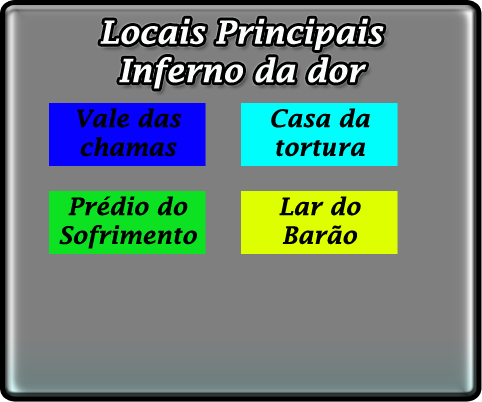 Locais Principais
Inferno da dor
Vale das
chamas
Casa da
tortura
Prédio do
Sofrimento
Lar do
Barão